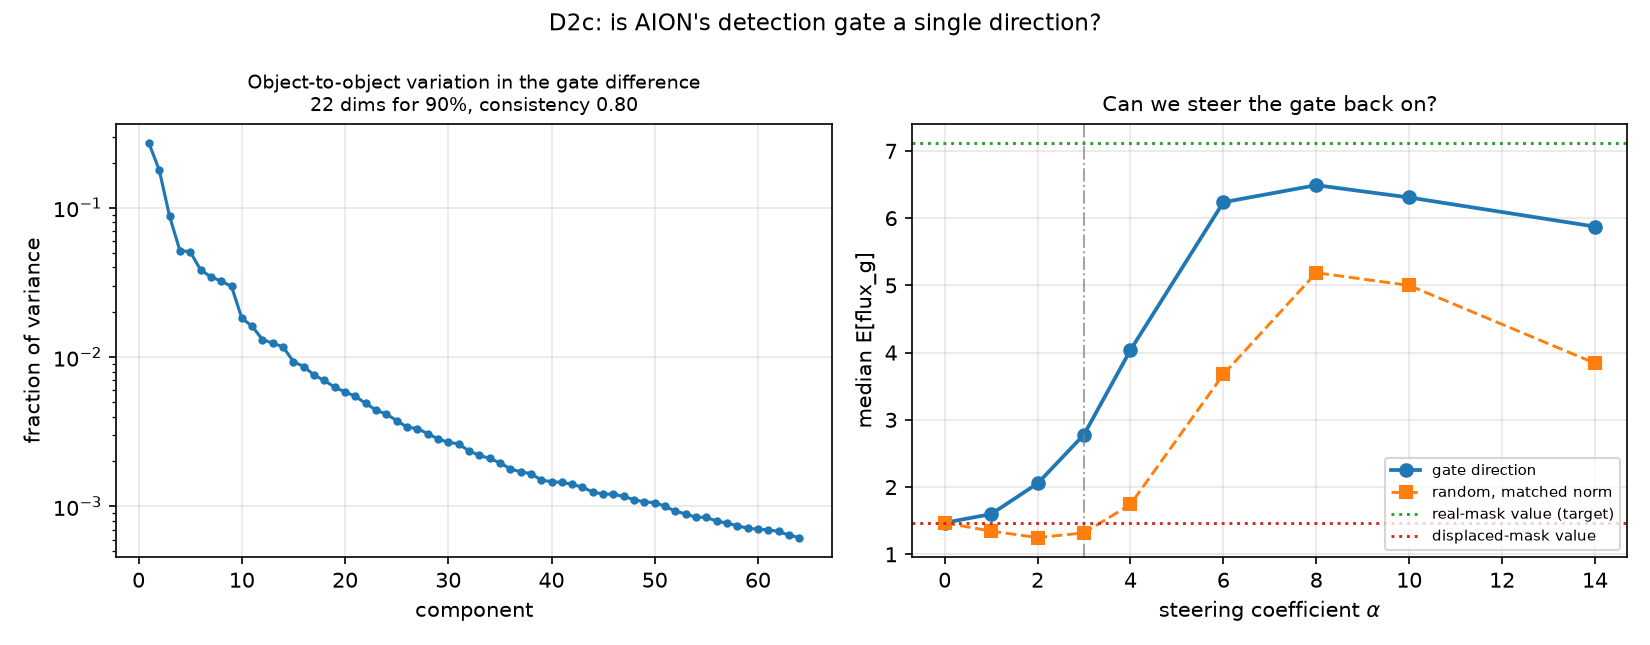 D2c: is AION's detection gate a single direction?
Object-to-object variation in the gate difference
22 dims for 90%, consistency 0.80
fraction of variance
10⁻¹
10⁻²
10⁻³
0 10 20 30 40 50 60
component
Can we steer the gate back on?
median E[flux_g]
7
6
5
4
3
2
1
gate direction
random, matched norm
real-mask value (target)
displaced-mask value
0 2 4 6 8 10 12 14
steering coefficient α